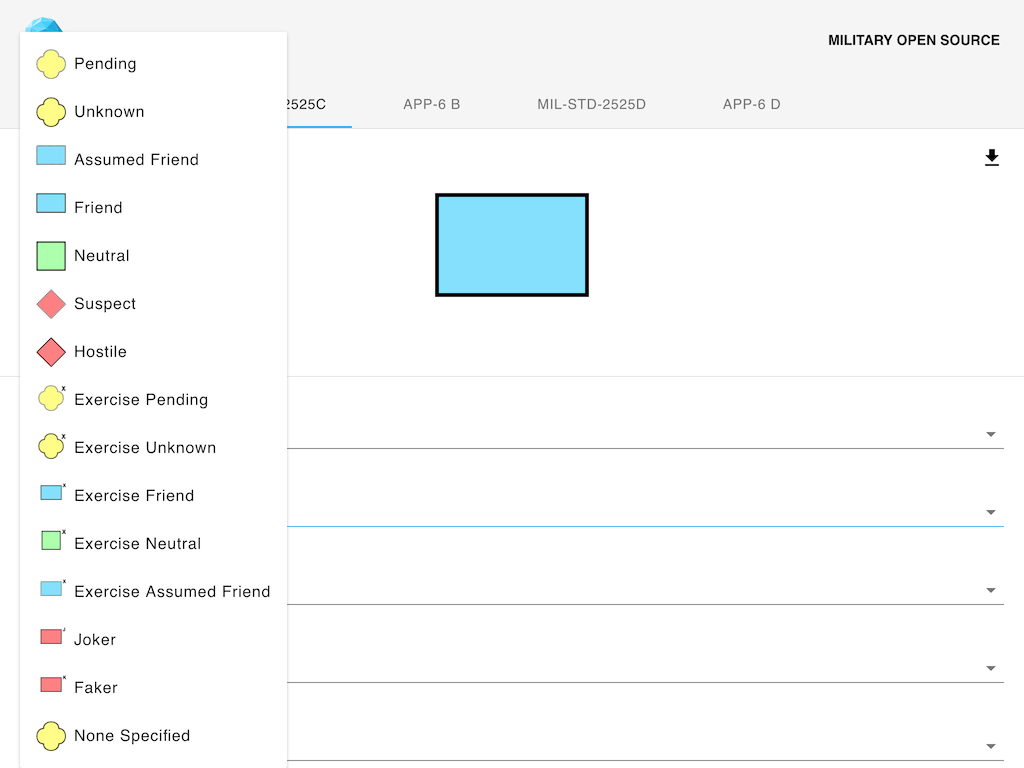 MILITARY OPEN SOURCE
2525C
APP-6 B
MIL-STD-2525D
APP-6 D
Pending
Unknown
Assumed Friend
Friend
Neutral
Suspect
Hostile
x Exercise Pending
x Exercise Unknown
x Exercise Friend
x Exercise Neutral
x Exercise Assumed Friend
J Joker
K Faker
None Specified